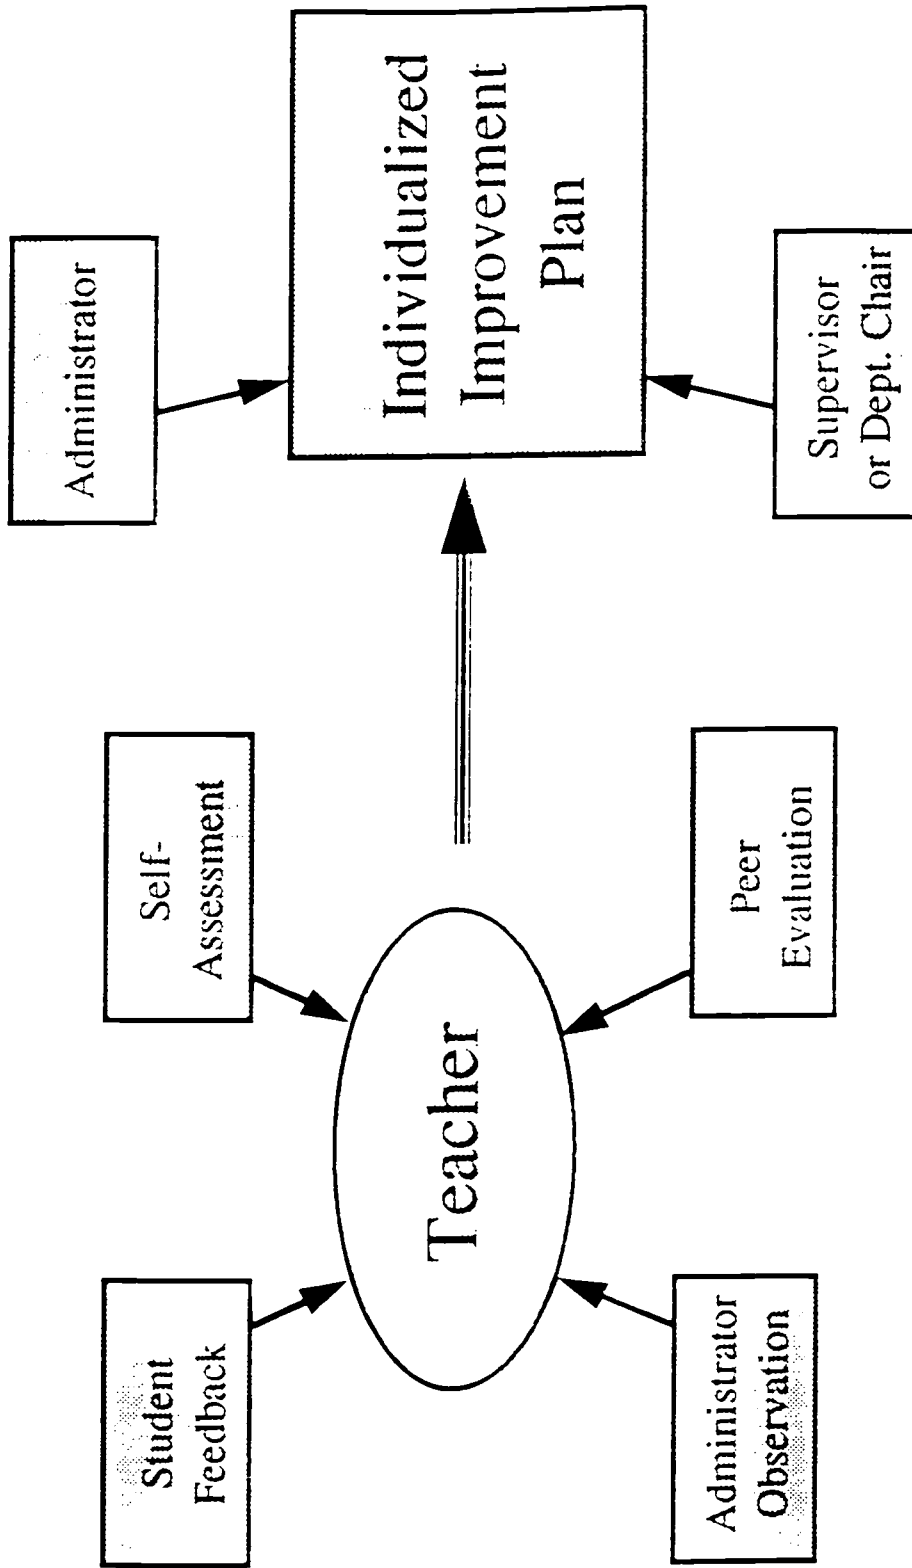 Student
Feedback
Self-
Assessment
Administrator
Teacher
Individualized
Improvement
Plan
Administrator
Observation
Peer
Evaluation
Supervisor
or Dept. Chair